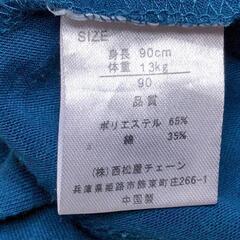 SIZE
身長 90cm
体重 13kg
90
品質
ポリエステル 65%
綿 35%
(株)西松屋チェーン
兵庫県姫路市飾東町庄266-1
中国製